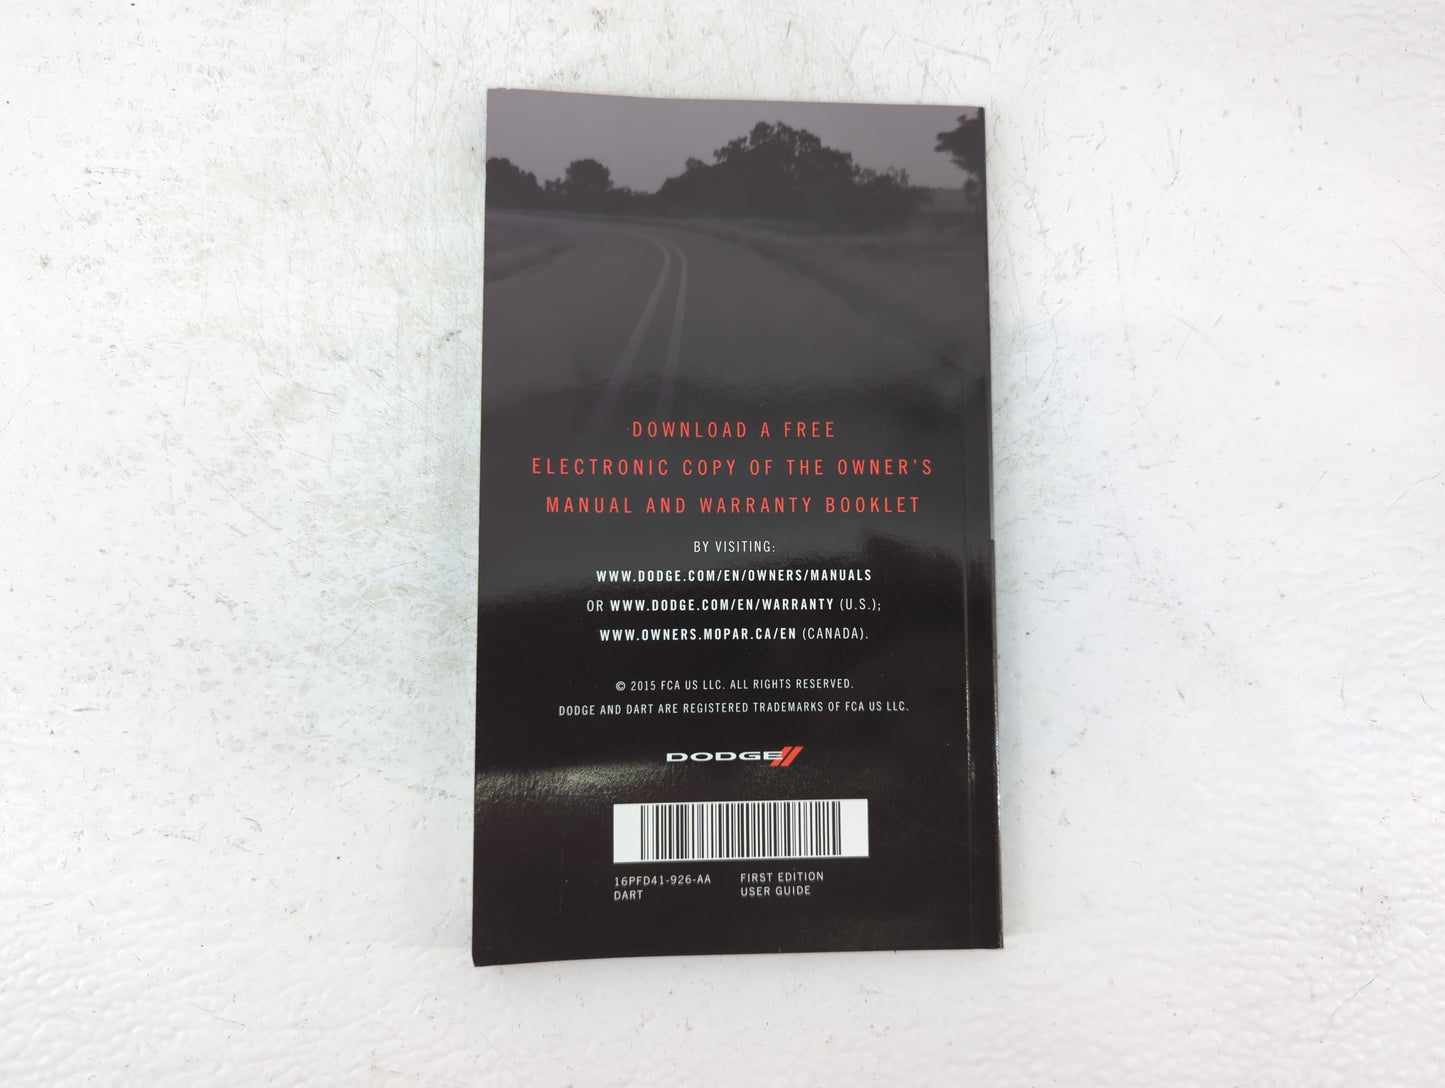 DOWNLOAD A FREE
ELECTRONIC COPY OF THE OWNER'S
MANUAL AND WARRANTY BOOKLET
BY VISITING:
WWW.DODGE.COM/EN/OWNERS/MANUALS
OR WWW.DODGE.COM/EN/WARRANTY (U.S.);
WWW.OWNERS.MOPAR.CA/EN (CANADA).
© 2015 FCA US LLC. ALL RIGHTS RESERVED.
DODGE AND DART ARE REGISTERED TRADEMARKS OF FCA US LLC.
DODGE
16PFD41-926-AA FIRST EDITION
DART USER GUIDE